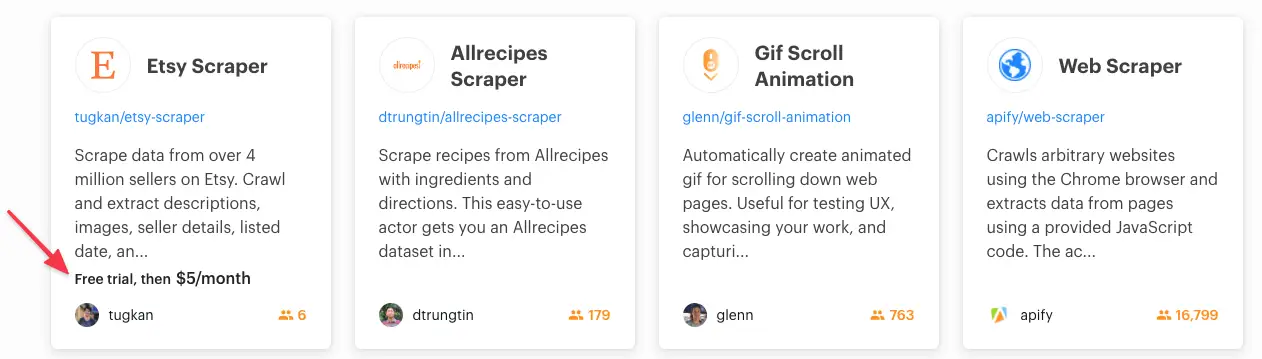 E
Etsy Scraper
tugkan/etsy-scraper
Scrape data from over 4
million sellers on Etsy. Crawl
and extract descriptions,
images, seller details, listed
date, an...
Free trial, then $5/month
tugkan
6
allrecipes
Allrecipes
Scraper
dtrungtin/allrecipes-scraper
Scrape recipes from Allrecipes
with ingredients and
directions. This easy-to-use
actor gets you an Allrecipes
dataset in...
dtrungtin
179
Gif Scroll
Animation
glenn/gif-scroll-animation
Automatically create animated
gif for scrolling down web
pages. Useful for testing UX,
showcasing your work, and
capturi...
glenn
763
Web Scraper
apify/web-scraper
Crawls arbitrary websites
using the Chrome browser and
extracts data from pages
using a provided JavaScript
code. The ac...
apify
16,799